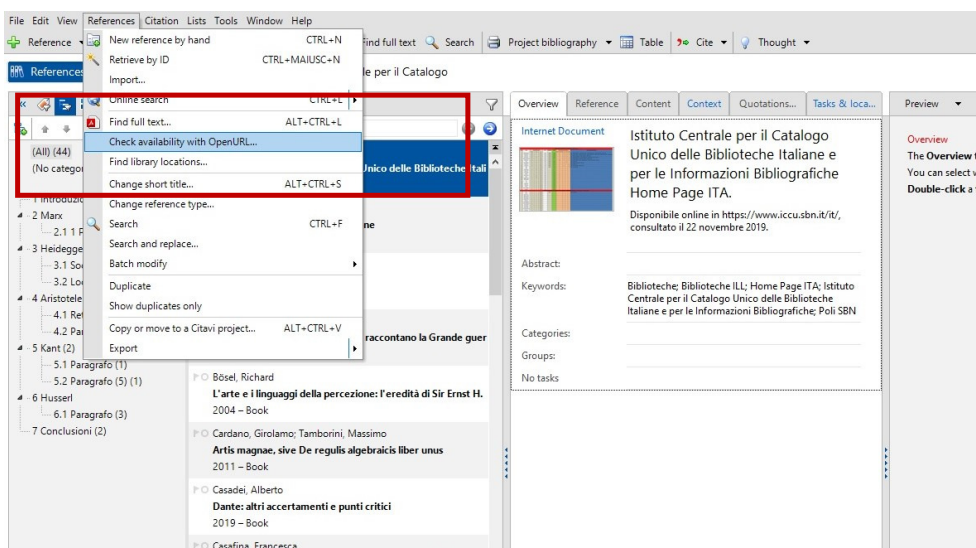 File Edit View References Citation Lists Tools Window Help
Reference Find full text Search Project bibliography Table Cite Thought
References le per il Catalogo
New reference by hand CTRL+N
Retrieve by ID CTRL+MAIUSC+N
Import...
Online search CTRL+L
Find full text... ALT+CTRL+L
Check availability with OpenURL...
Find library locations...
Change short title... ALT+CTRL+S
Change reference type...
Search CTRL+F
Search and replace...
Batch modify
Duplicate
Show duplicates only
Copy or move to a Citavi project... ALT+CTRL+V
Export
(All) (44)
(No categor
1 Introduzio
2 Marx
2.1 1 P
3 Heidegge
3.1 So
3.2 Lo
4 Aristotele
4.1 Re
4.2 Pa
5 Kant (2)
5.1 Paragrafo (1)
5.2 Paragrafo (5) (1)
6 Husserl
6.1 Paragrafo (3)
7 Conclusioni (2)
Unico delle Biblioteche Itali
ne
raccontano la Grande guer
Bösel, Richard
L'arte e i linguaggi della percezione: l'eredità di Sir Ernst H.
2004 – Book
Cardano, Girolamo; Tamborini, Massimo
Artis magnae, sive De regulis algebraicis liber unus
2011 – Book
Casadei, Alberto
Dante: altri accertamenti e punti critici
2019 – Book
Casafina, Francesca
Overview Reference Content Context Quotations... Tasks & loca...
Internet Document
Istituto Centrale per il Catalogo
Unico delle Biblioteche Italiane e
per le Informazioni Bibliografiche
Home Page ITA.
Disponibile online in https://www.iccu.sbn.it/it/,
consultato il 22 novembre 2019.
Abstract:
Keywords: Biblioteche; Biblioteche ILL; Home Page ITA; Istituto
Centrale per il Catalogo Unico delle Biblioteche
Italiane e per le Informazioni Bibliografiche; Poli SBN
Categories:
Groups:
No tasks
Preview
Overview
The Overview t
You can select w
Double-click a